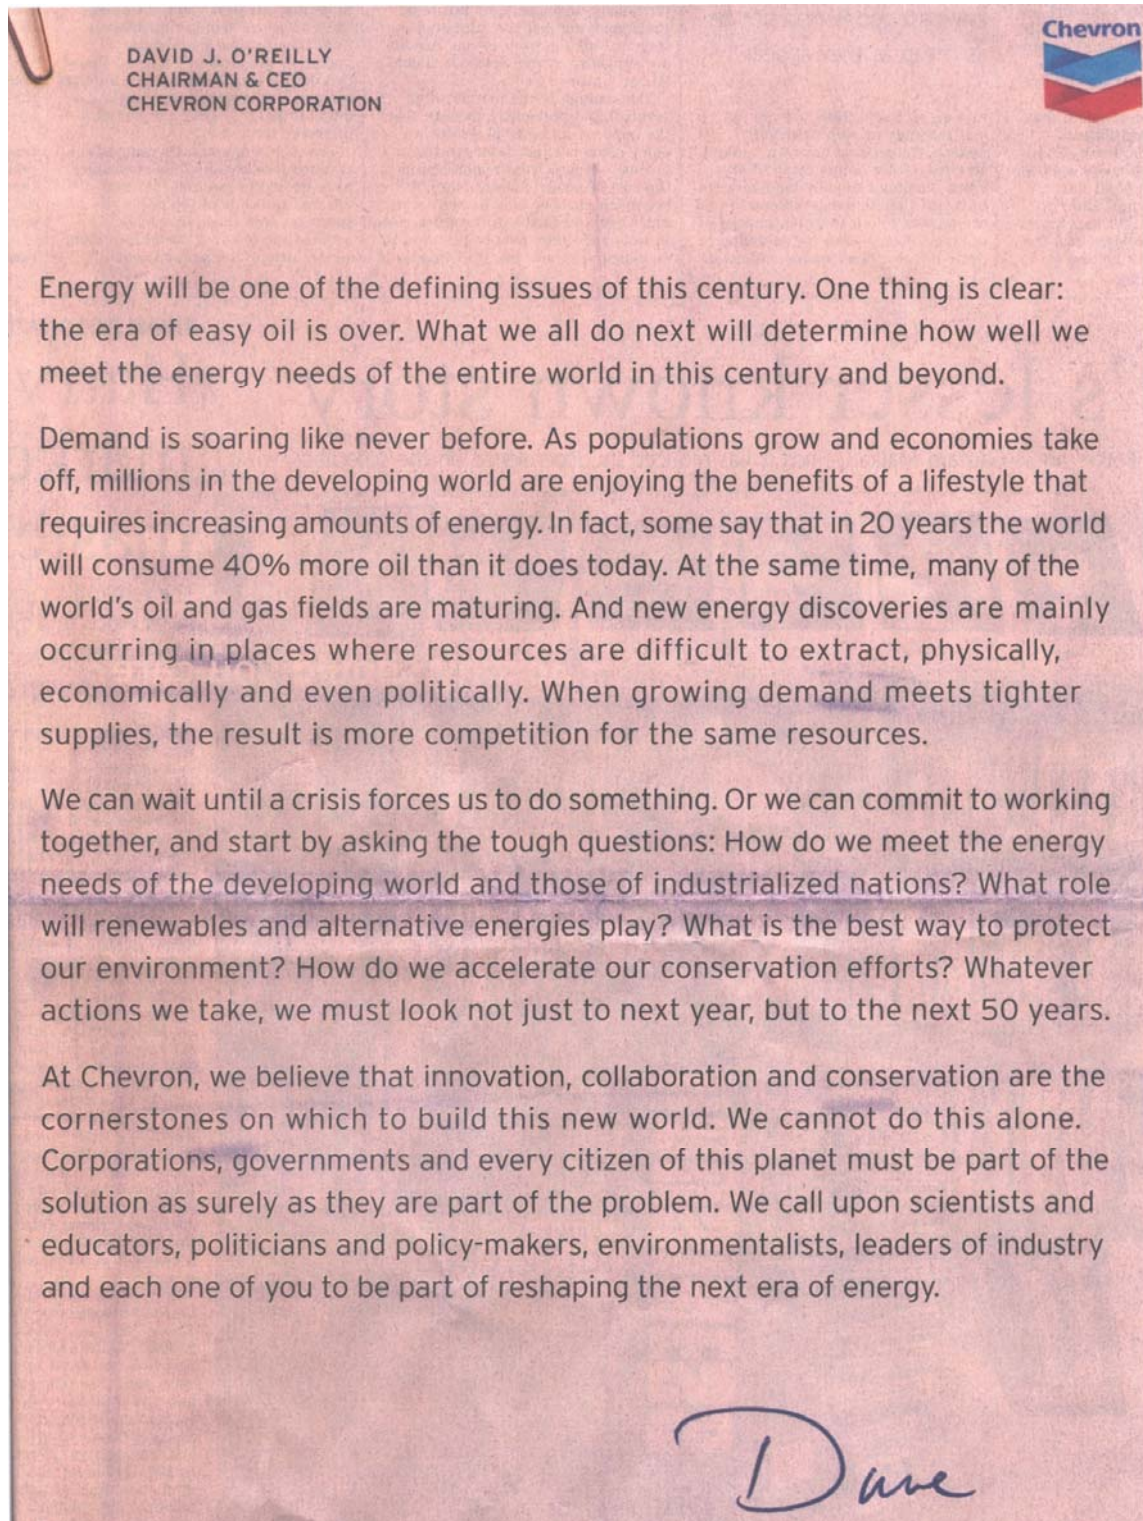 DAVID J. O'REILLY
CHAIRMAN & CEO
CHEVRON CORPORATION
Chevron
Energy will be one of the defining issues of this century. One thing is clear:
the era of easy oil is over. What we all do next will determine how well we
meet the energy needs of the entire world in this century and beyond.
Demand is soaring like never before. As populations grow and economies take
off, millions in the developing world are enjoying the benefits of a lifestyle that
requires increasing amounts of energy. In fact, some say that in 20 years the world
will consume 40% more oil than it does today. At the same time, many of the
world's oil and gas fields are maturing. And new energy discoveries are mainly
occurring in places where resources are difficult to extract, physically,
economically and even politically. When growing demand meets tighter
supplies, the result is more competition for the same resources.
We can wait until a crisis forces us to do something. Or we can commit to working
together, and start by asking the tough questions: How do we meet the energy
needs of the developing world and those of industrialized nations? What role
will renewables and alternative energies play? What is the best way to protect
our environment? How do we accelerate our conservation efforts? Whatever
actions we take, we must look not just to next year, but to the next 50 years.
At Chevron, we believe that innovation, collaboration and conservation are the
cornerstones on which to build this new world. We cannot do this alone.
Corporations, governments and every citizen of this planet must be part of the
solution as surely as they are part of the problem. We call upon scientists and
educators, politicians and policy-makers, environmentalists, leaders of industry
and each one of you to be part of reshaping the next era of energy.
Dave